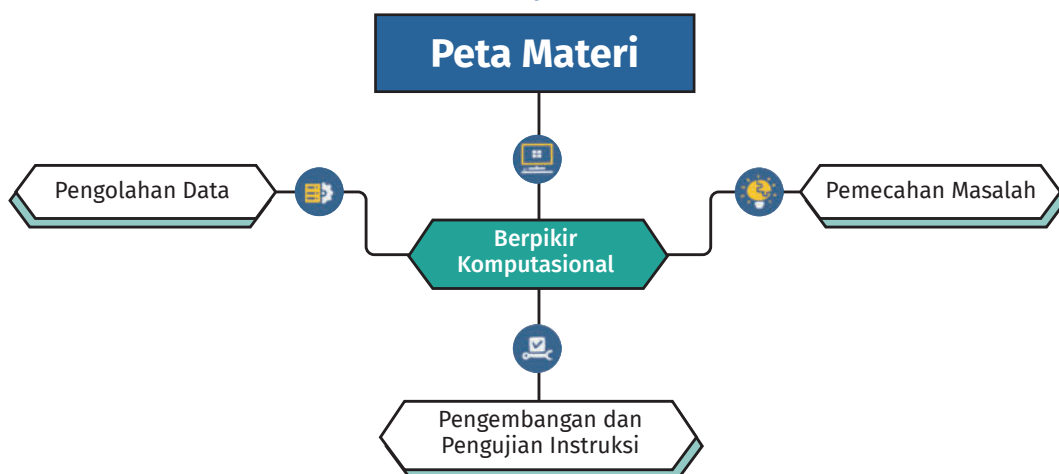 Peta Materi
Pengolahan Data
Pemecahan Masalah
Berpikir
Komputasional
Pengembangan dan
Pengujian Instruksi